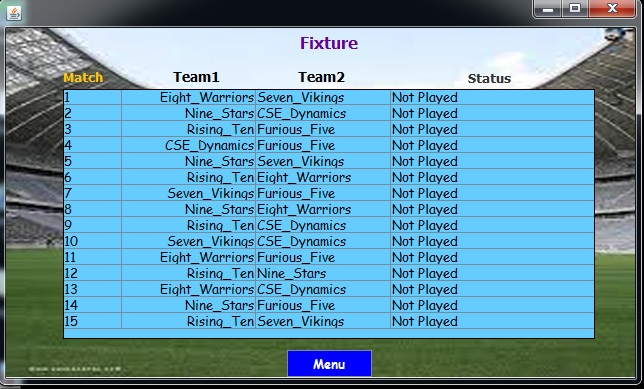 Fixture
Match Team1 Team2 Status
1 Eight_Warriors Seven_Vikings Not Played
2 Nine_Stars CSE_Dynamics Not Played
3 Rising_Ten Furious_Five Not Played
4 CSE_Dynamics Furious_Five Not Played
5 Nine_Stars Seven_Vikings Not Played
6 Rising_Ten Eight_Warriors Not Played
7 Seven_Vikings Furious_Five Not Played
8 Nine_Stars Eight_Warriors Not Played
9 Rising_Ten CSE_Dynamics Not Played
10 Seven_Vikings CSE_Dynamics Not Played
11 Eight_Warriors Furious_Five Not Played
12 Rising_Ten Nine_Stars Not Played
13 Eight_Warriors CSE_Dynamics Not Played
14 Nine_Stars Furious_Five Not Played
15 Rising_Ten Seven_Vikings Not Played
Menu